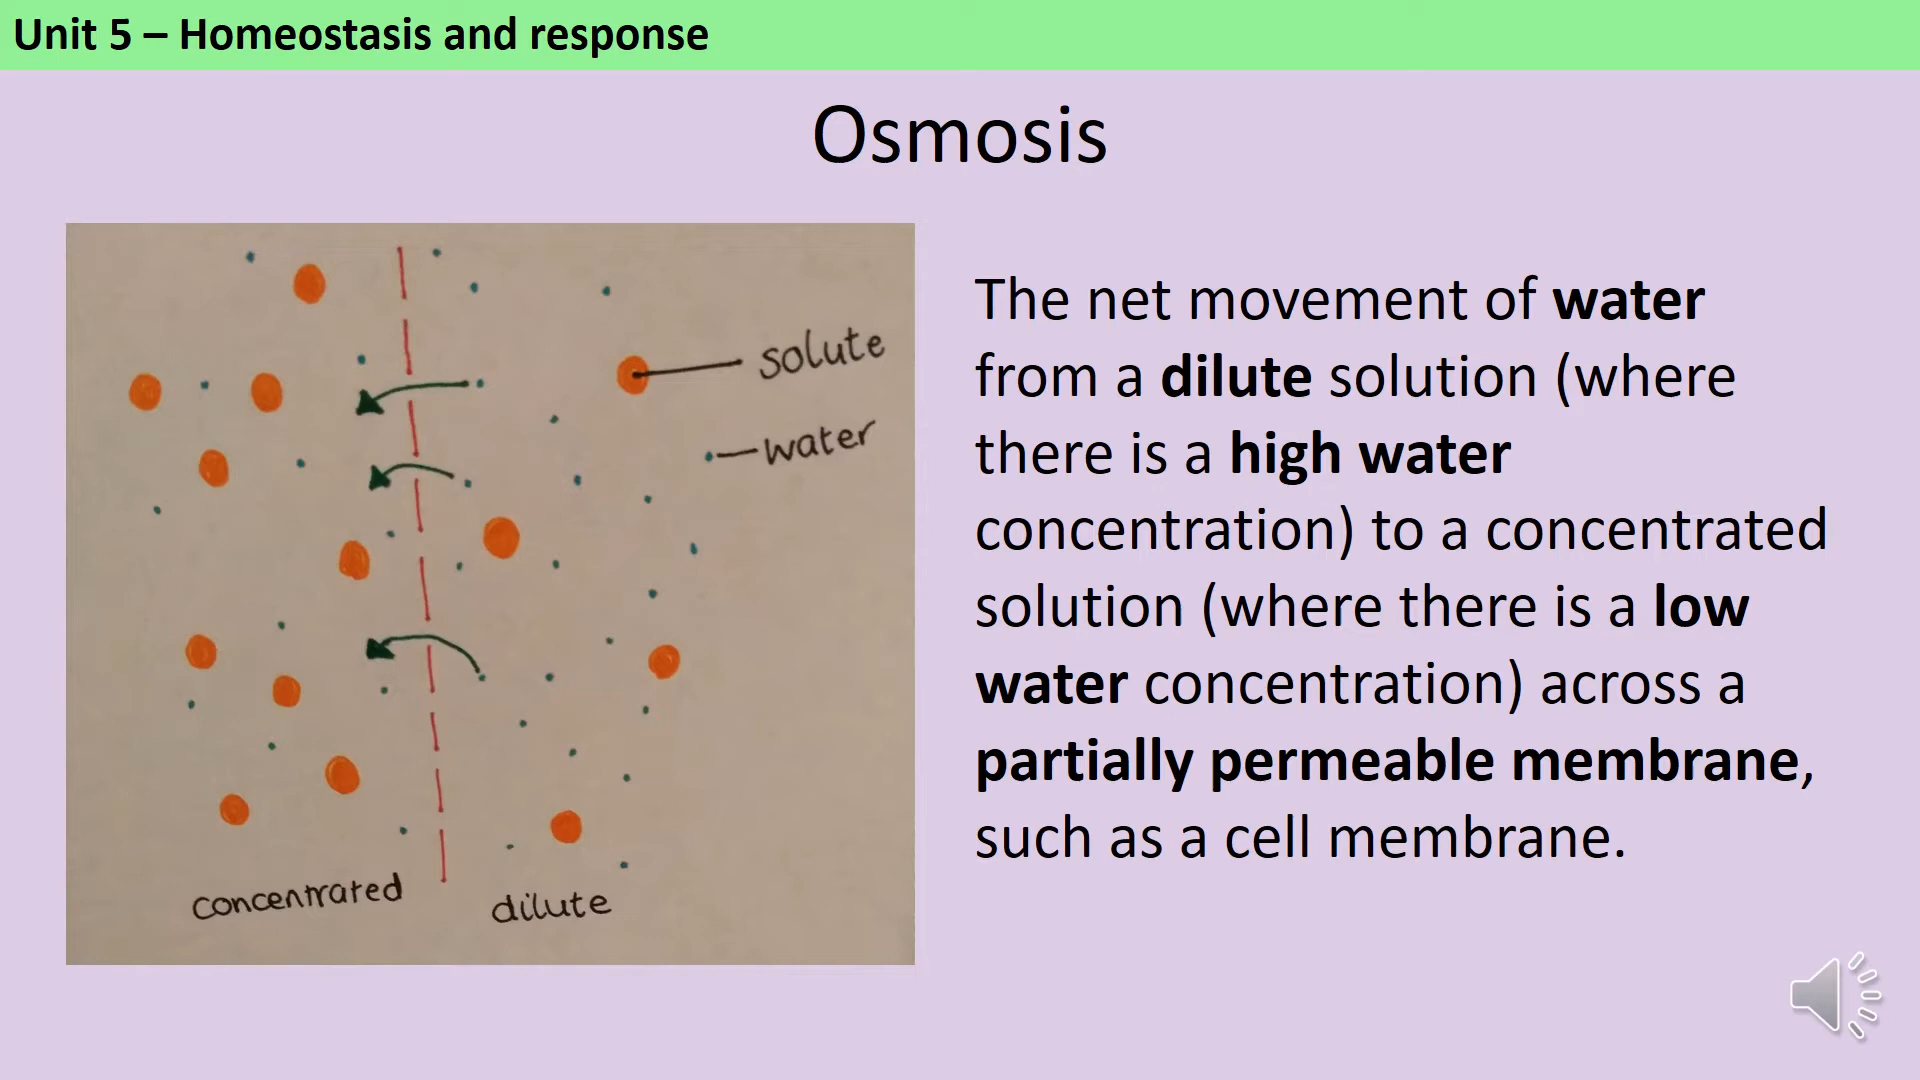 Unit 5 – Homeostasis and response
Osmosis
solute
water
concentrated
dilute
The net movement of water
from a dilute solution (where
there is a high water
concentration) to a concentrated
solution (where there is a low
water concentration) across a
partially permeable membrane,
such as a cell membrane.